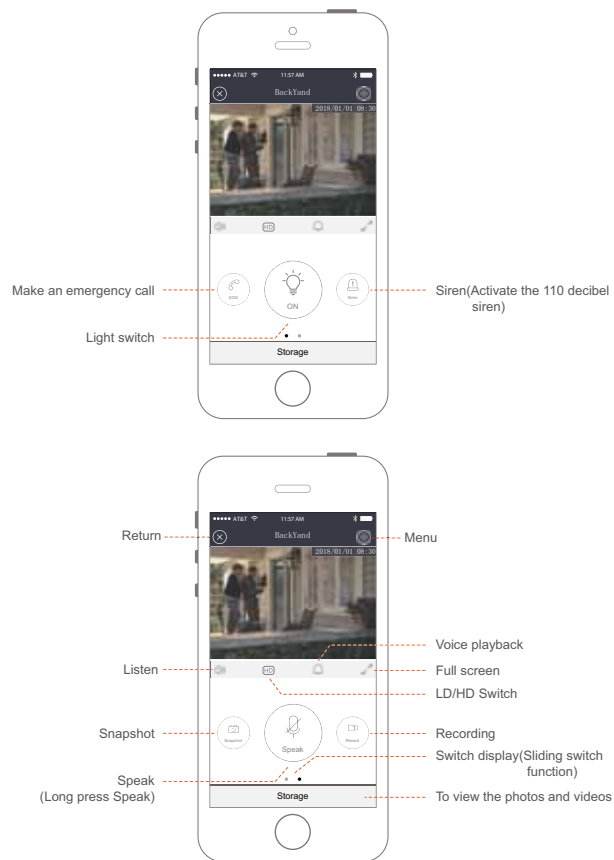 AT&T 11:57 AM
BackYand
2018/01/01 08:30
HD
SOS
ON
Siren
Make an emergency call
Siren(Activate the 110 decibel
siren)
Light switch
Storage
AT&T 11:57 AM
Return
BackYand
Menu
2018/01/01 08:30
Voice playback
Listen
HD
Full screen
LD/HD Switch
Snapshot
Snapshot
Speak
Record
Recording
Switch display(Sliding switch
function)
Speak
(Long press Speak)
Storage
To view the photos and videos